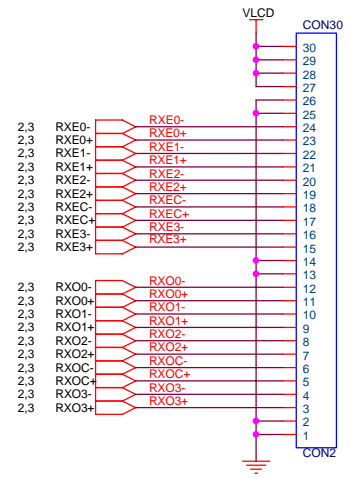 VLCD
CON30
30
29
28
27
26
25
2,3 RXE0- RXE0- 24
2,3 RXE0+ RXE0+ 23
2,3 RXE1- RXE1- 22
2,3 RXE1+ RXE1+ 21
2,3 RXE2- RXE2- 20
2,3 RXE2+ RXE2+ 19
2,3 RXEC- RXEC- 18
2,3 RXEC+ RXEC+ 17
2,3 RXE3- RXE3- 16
2,3 RXE3+ RXE3+ 15
14
13
2,3 RXO0- RXO0- 12
2,3 RXO0+ RXO0+ 11
2,3 RXO1- RXO1- 10
2,3 RXO1+ RXO1+ 9
2,3 RXO2- RXO2- 8
2,3 RXO2+ RXO2+ 7
2,3 RXOC- RXOC- 6
2,3 RXOC+ RXOC+ 5
2,3 RXO3- RXO3- 4
2,3 RXO3+ RXO3+ 3
2
1
CON2